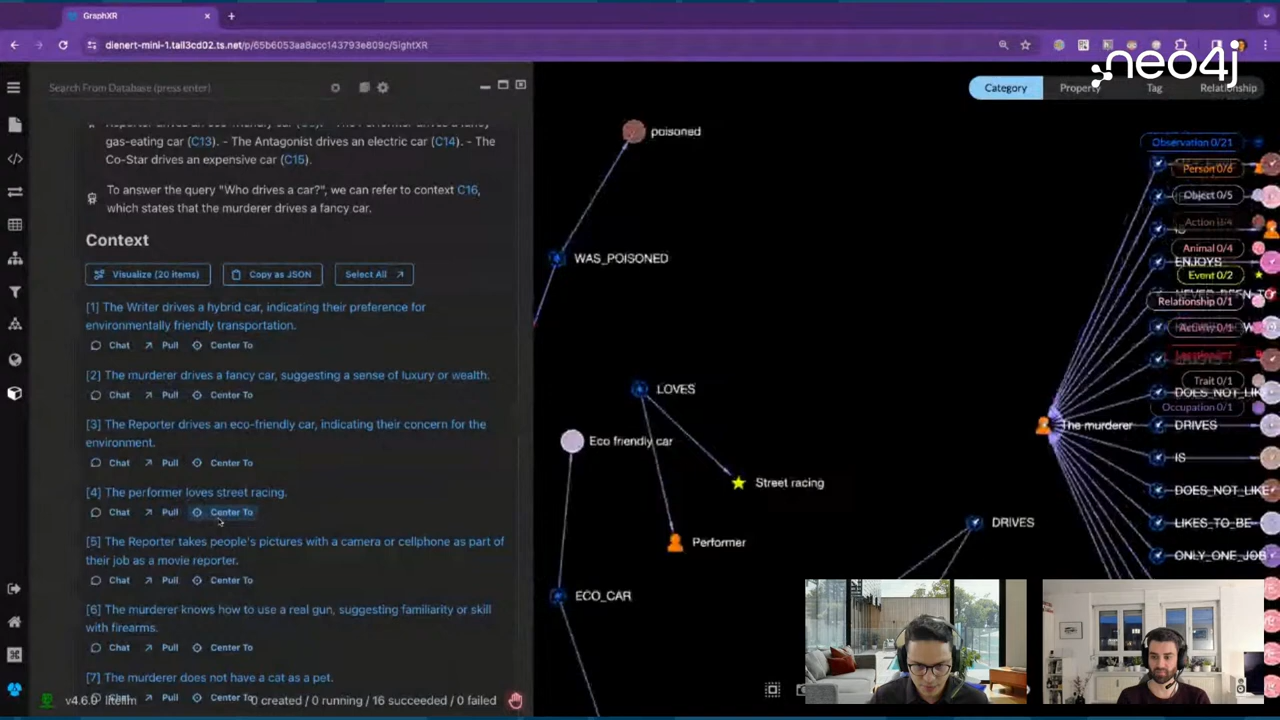 GraphXR
dienert-mini-1.tail3cd02.ts.net/p/65b6053aa8acc143793e809c/SightXR
neo4j
Search From Database (press enter)
Category
Property
Tag
Relationship
gas-eating car (C13). - The Antagonist drives an electric car (C14). - The
Co-Star drives an expensive car (C15).
To answer the query "Who drives a car?", we can refer to context C16,
which states that the murderer drives a fancy car.
Context
Visualize (20 items)
Copy as JSON
Select All
[1] The Writer drives a hybrid car, indicating their preference for
environmentally friendly transportation.
Chat Pull Center To
[2] The murderer drives a fancy car, suggesting a sense of luxury or wealth.
Chat Pull Center To
[3] The Reporter drives an eco-friendly car, indicating their concern for the
environment.
Chat Pull Center To
[4] The performer loves street racing.
Chat Pull Center To
[5] The Reporter takes people's pictures with a camera or cellphone as part of
their job as a movie reporter.
Chat Pull Center To
[6] The murderer knows how to use a real gun, suggesting familiarity or skill
with firearms.
Chat Pull Center To
[7] The murderer does not have a cat as a pet.
Chat Pull Center To
v4.6.0
0 created / 0 running / 16 succeeded / 0 failed
poisoned
WAS_POISONED
LOVES
Eco friendly car
Street racing
Performer
DRIVES
ECO_CAR
The murderer
Observation 0/21
Person 0/6
Object 0/5
Action 0/4
Animal 0/4
ENJOYS
Event 0/2
Relationship 0/1
Activity 0/1
Trait 0/1
DOES_NOT_LIK
Occupation 0/1
DRIVES
IS
DOES_NOT_LIKE
LIKES_TO_BE
ONLY_ONE_JOB